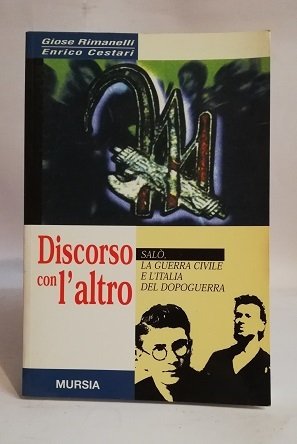 Giose Rimanelli
Enrico Cestari
Discorso
con l'altro
SALÒ,
LA GUERRA CIVILE
E L'ITALIA
DEL DOPOGUERRA
MURSIA